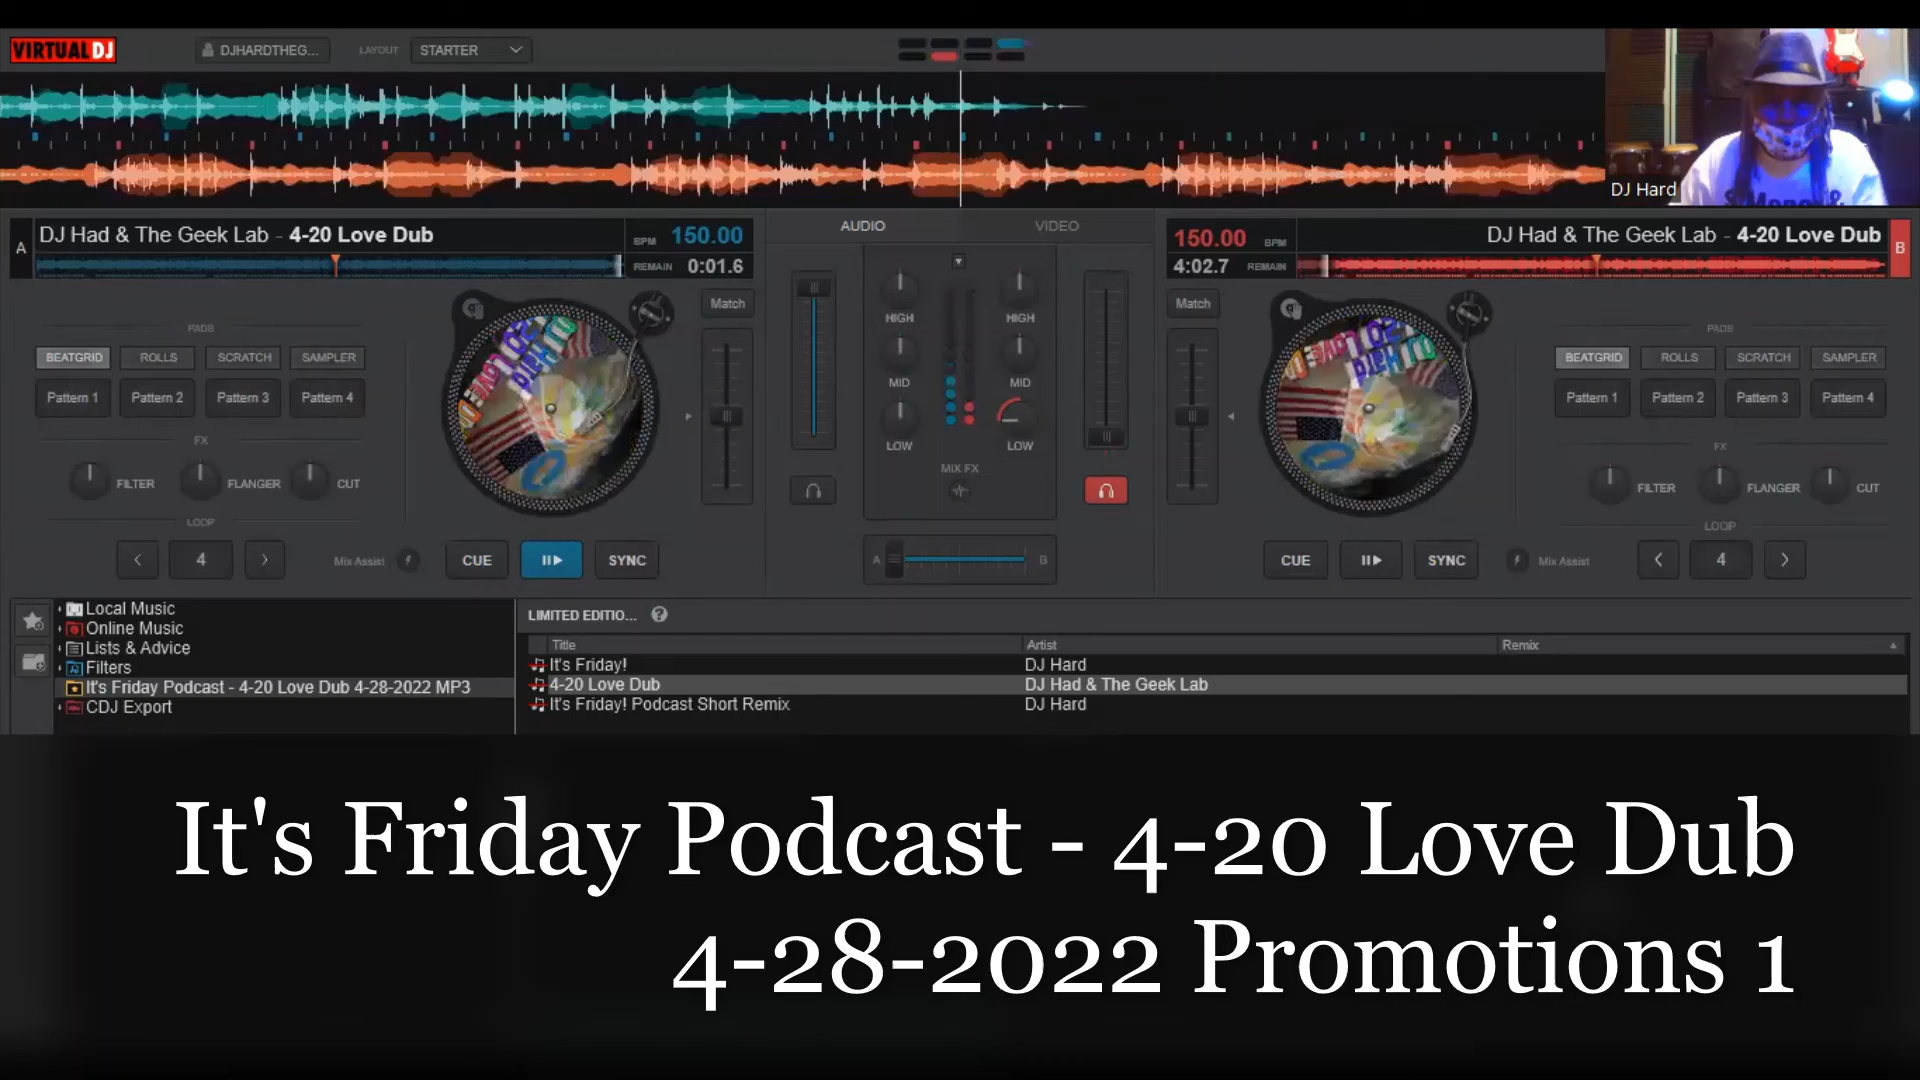 VIRTUAL DJ
DJHARDTHEG...
LAYOUT
STARTER
DJ Hard
A
DJ Had & The Geek Lab - 4-20 Love Dub
BPM 150.00
REMAIN 0:01.6
AUDIO
VIDEO
150.00 BPM
4:02.7 REMAIN
DJ Had & The Geek Lab - 4-20 Love Dub
B
Match
Match
PADS
BEATGRID ROLLS SCRATCH SAMPLER
Pattern 1 Pattern 2 Pattern 3 Pattern 4
FX
FILTER FLANGER CUT
LOOP
4
Mix Assist
CUE
SYNC
HIGH HIGH
MID MID
LOW LOW
MIX FX
A B
PADS
BEATGRID ROLLS SCRATCH SAMPLER
Pattern 1 Pattern 2 Pattern 3 Pattern 4
FX
FILTER FLANGER CUT
LOOP
CUE
SYNC
Mix Assist
4
Local Music
Online Music
Lists & Advice
Filters
It's Friday Podcast - 4-20 Love Dub 4-28-2022 MP3
CDJ Export
LIMITED EDITIO... ?
Title Artist Remix
It's Friday! DJ Hard
4-20 Love Dub DJ Had & The Geek Lab
It's Friday! Podcast Short Remix DJ Hard
It's Friday Podcast - 4-20 Love Dub
4-28-2022 Promotions 1